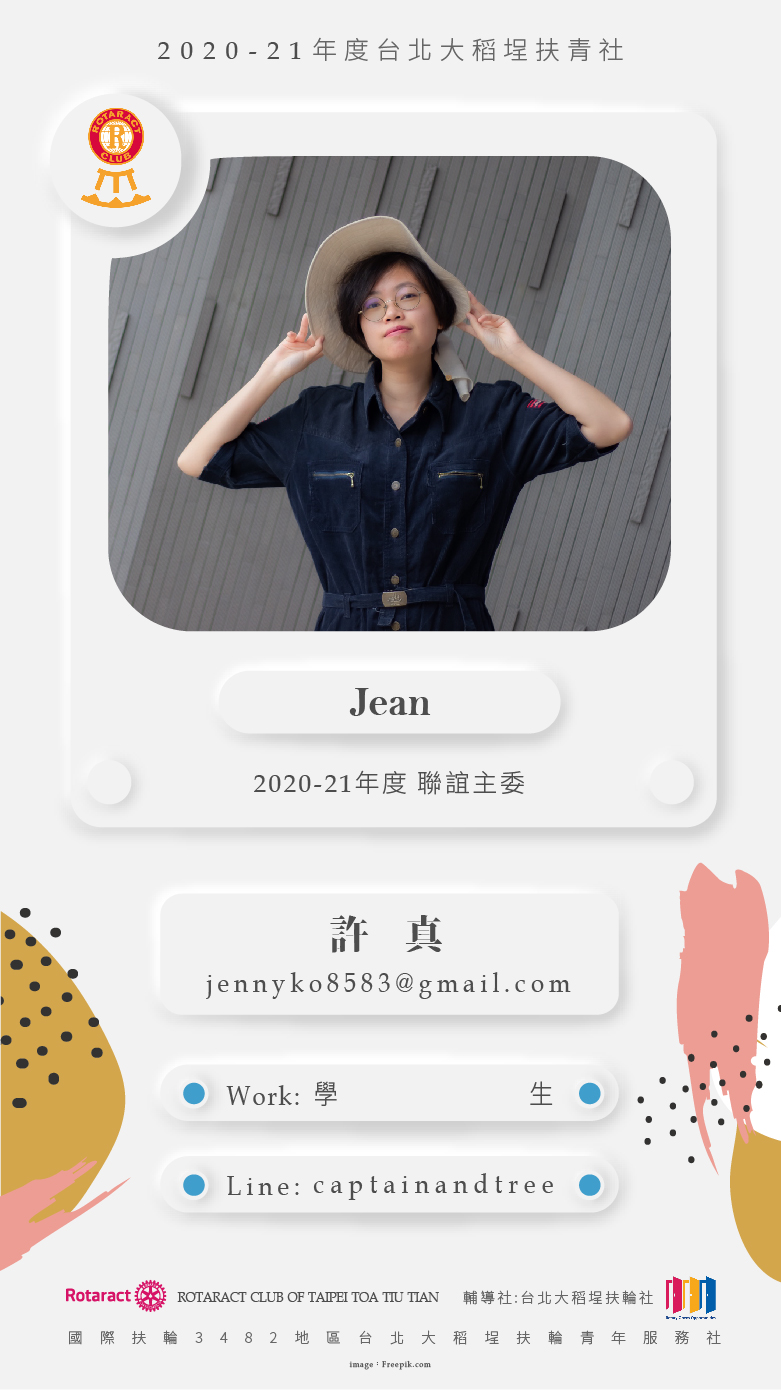 2020-21年度台北大稻埕扶青社
ROTARACT
R
CLUB
Jean
2020-21年度 聯誼主委
許 真
jennyko8583@gmail.com
Work: 學 生
Line: captainandtree
Rotaract ROTARACT CLUB OF TAIPEI TOA TIU TIAN 輔導社:台北大稻埕扶輪社
Rotary Opens Opportunities
國際扶輪3482地區台北大稻埕扶輪青年服務社
image : Freepik.com